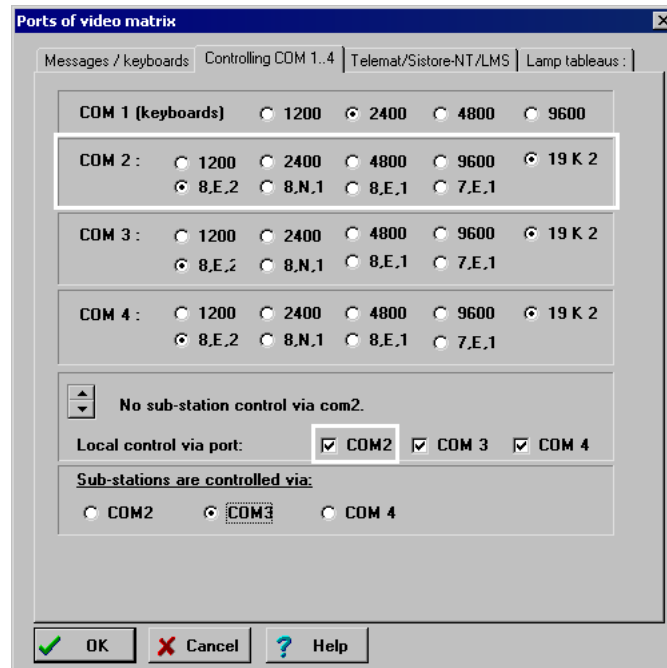 Ports of video matrix
Messages / keyboards Controlling COM 1..4 Telemat/Sistore-NT/LMS Lamp tableaus :
COM 1 (keyboards) 1200 2400 4800 9600
COM 2 : 1200 2400 4800 9600 19 K 2
8,E,2 8,N,1 8,E,1 7,E,1
COM 3 : 1200 2400 4800 9600 19 K 2
8,E,2 8,N,1 8,E,1 7,E,1
COM 4 : 1200 2400 4800 9600 19 K 2
8,E,2 8,N,1 8,E,1 7,E,1
No sub-station control via com2.
Local control via port: COM2 COM 3 COM 4
Sub-stations are controlled via:
COM2 COM3 COM 4
OK Cancel ? Help